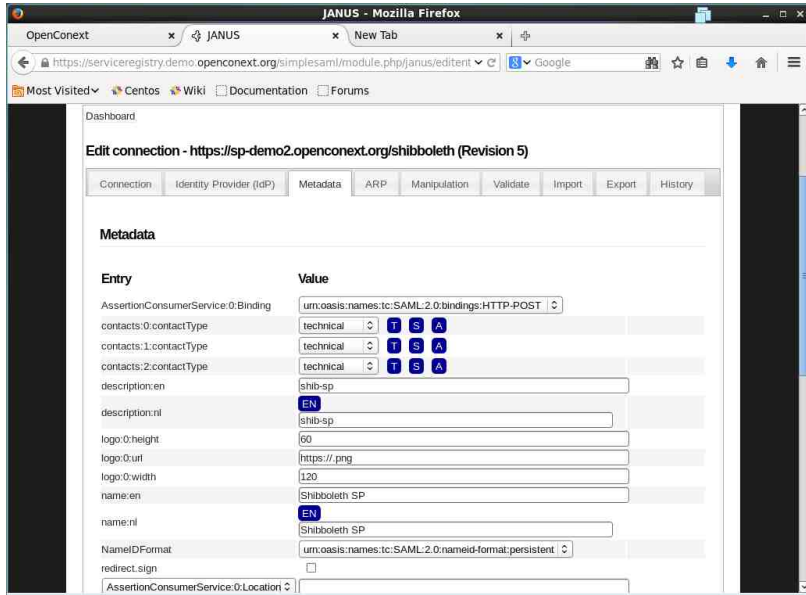 JANUS - Mozilla Firefox
OpenConext JANUS New Tab
https://serviceregistry.demo.openconext.org/simplesaml/module.php/janus/editent Google
Most Visited Centos Wiki Documentation Forums
Dashboard
Edit connection - https://sp-demo2.openconext.org/shibboleth (Revision 5)
Connection Identity Provider (IdP) Metadata ARP Manipulation Validate Import Export History
Metadata
Entry Value
AssertionConsumerService:0:Binding urn:oasis:names:tc:SAML:2.0:bindings:HTTP-POST
contacts:0:contactType technical T S A
contacts:1:contactType technical T S A
contacts:2:contactType technical T S A
description:en shib-sp
EN
description:nl shib-sp
logo:0:height 60
logo:0:url https://.png
logo:0:width 120
name:en Shibboleth SP
EN
name:nl Shibboleth SP
NameIDFormat urn:oasis:names:tc:SAML:2.0:nameid-format:persistent
redirect.sign
AssertionConsumerService:0:Location